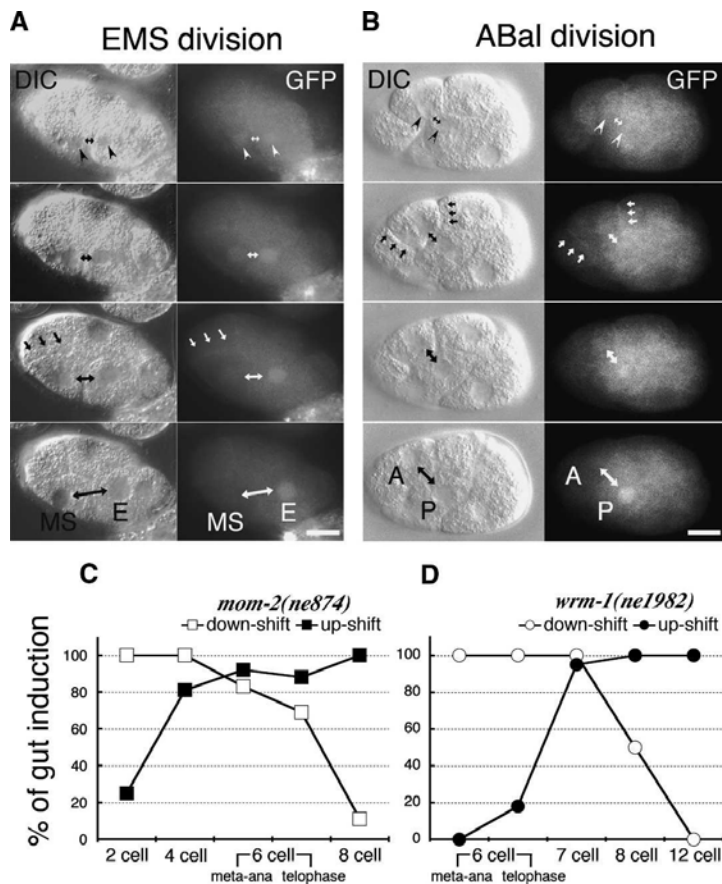 A
EMS division
DIC
GFP
MS
E
MS
E
B
ABal division
DIC
GFP
A
P
A
P
C
mom-2(ne874)
down-shift
up-shift
% of gut induction
100
80
60
40
20
0
2 cell
4 cell
6 cell
8 cell
meta-ana
telophase
D
wrm-1(ne1982)
down-shift
up-shift
100
80
60
40
20
0
6 cell
7 cell
8 cell
12 cell
meta-ana
telophase